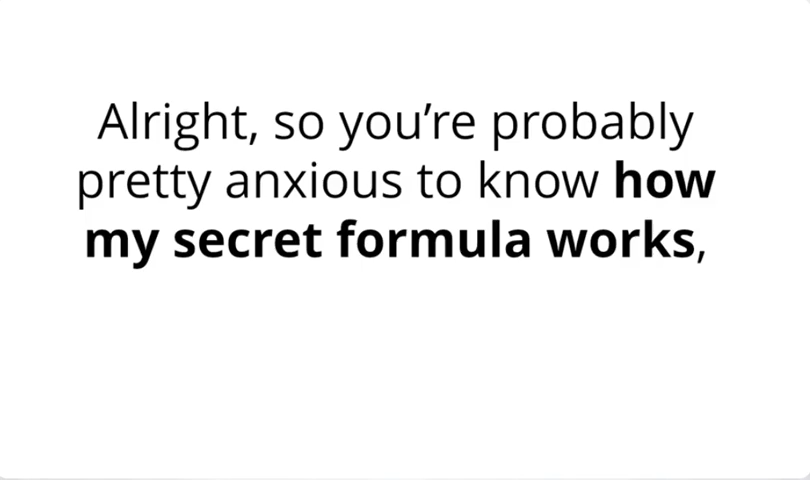 Alright, so you’re probably
pretty anxious to know how
my secret formula works,